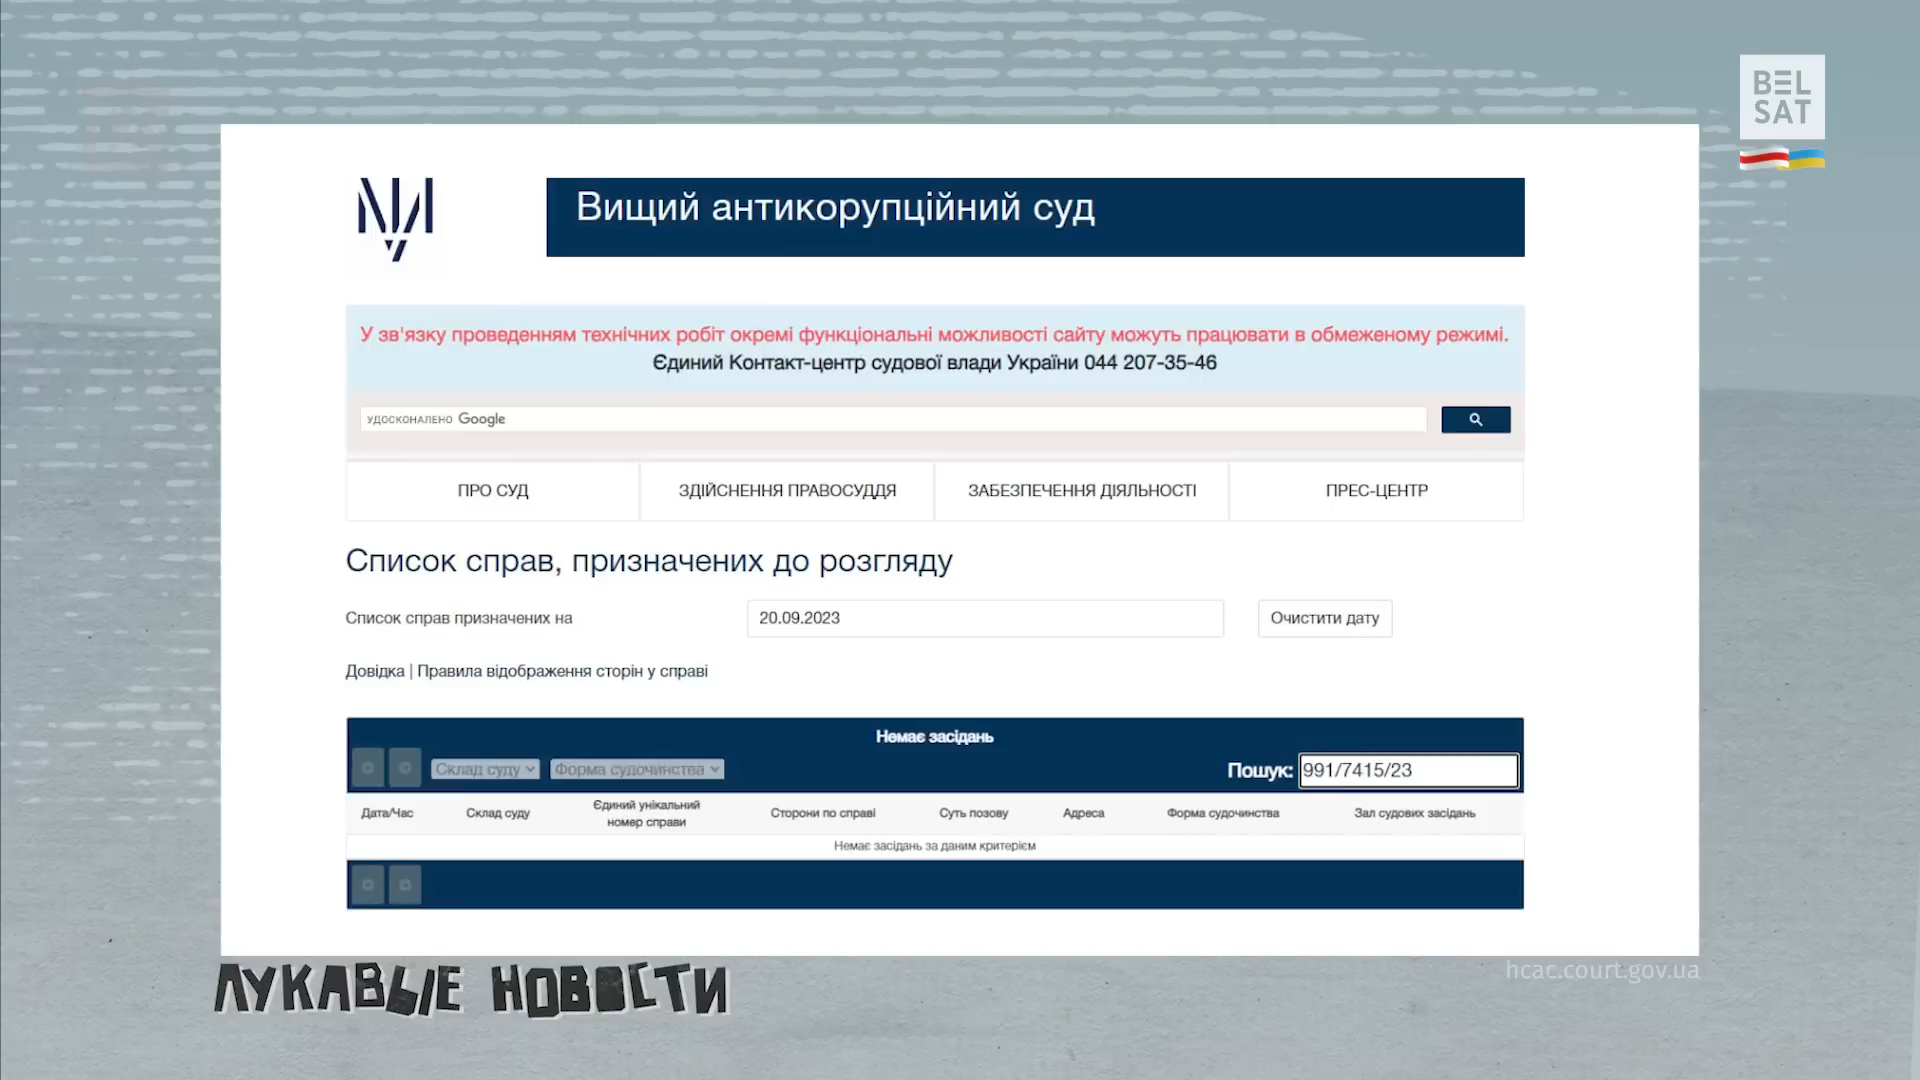 BEL
SAT
Вищий антикорупційний суд
У зв'язку проведенням технічних робіт окремі функціональні можливості сайту можуть працювати в обмеженому режимі.
Єдиний Контакт-центр судової влади України 044 207-35-46
УДОСКОНАЛЕНО Google
ПРО СУД
ЗДІЙСНЕННЯ ПРАВОСУДДЯ
ЗАБЕЗПЕЧЕННЯ ДІЯЛЬНОСТІ
ПРЕС-ЦЕНТР
Список справ, призначених до розгляду
Список справ призначених на
20.09.2023
Очистити дату
Довідка | Правила відображення сторін у справі
Немає засідань
Склад суду
Форма судочинства
Пошук: 991/7415/23
Дата/Час
Склад суду
Єдиний унікальний
номер справи
Сторони по справі
Суть позову
Адреса
Форма судочинства
Зал судових засідань
Немає засідань за даним критерієм
ЛУКАВЫЕ НОВОСТИ
hcac.court.gov.ua